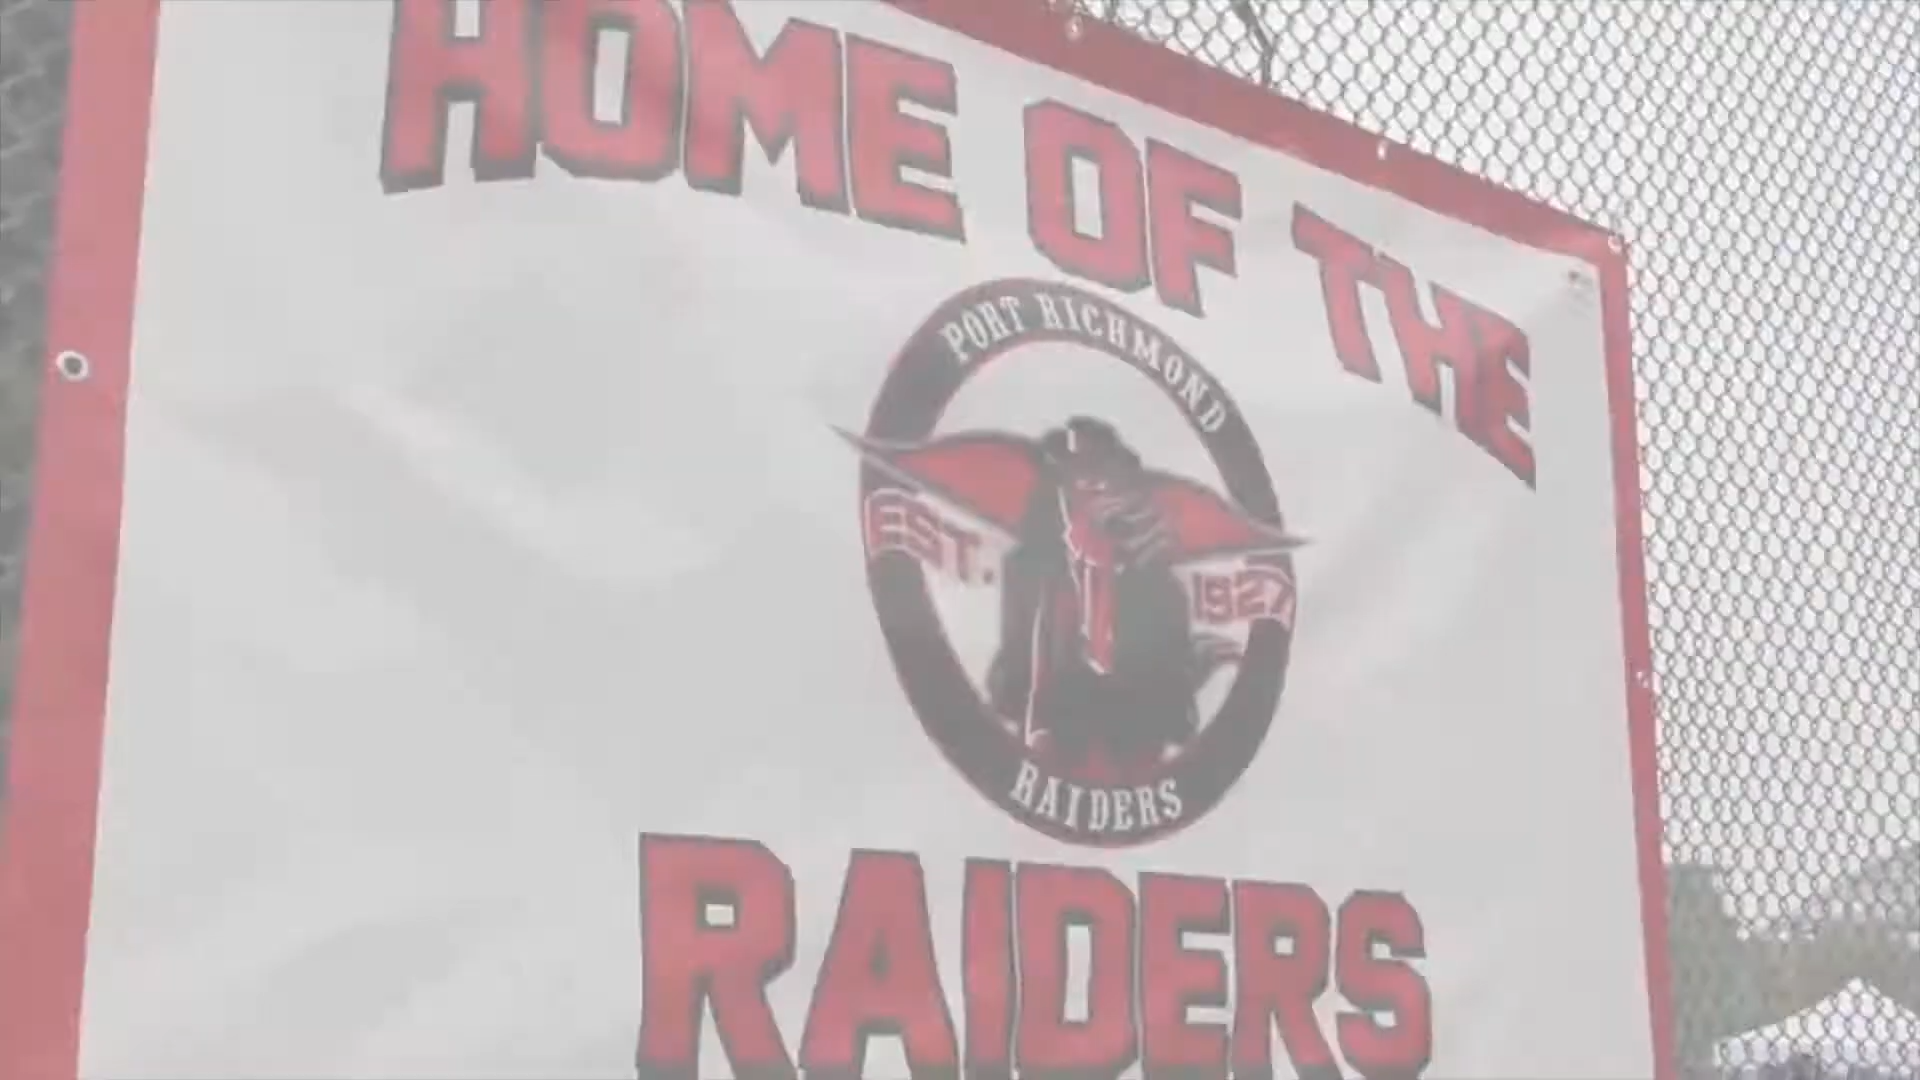 HOME OF THE
PORT RICHMOND
EST. 1927
RAIDERS
RAIDERS